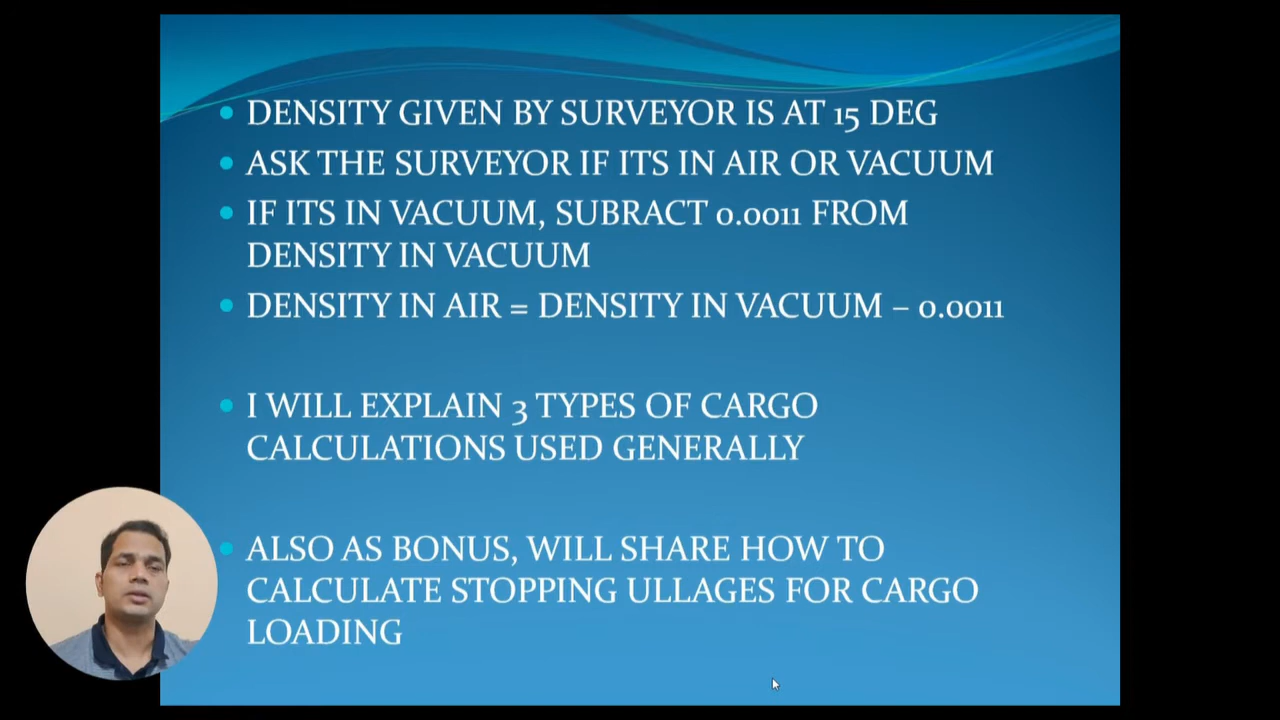 DENSITY GIVEN BY SURVEYOR IS AT 15 DEG
ASK THE SURVEYOR IF ITS IN AIR OR VACUUM
IF ITS IN VACUUM, SUBRACT 0.0011 FROM
DENSITY IN VACUUM
DENSITY IN AIR = DENSITY IN VACUUM – 0.0011
I WILL EXPLAIN 3 TYPES OF CARGO
CALCULATIONS USED GENERALLY
ALSO AS BONUS, WILL SHARE HOW TO
CALCULATE STOPPING ULLAGES FOR CARGO
LOADING